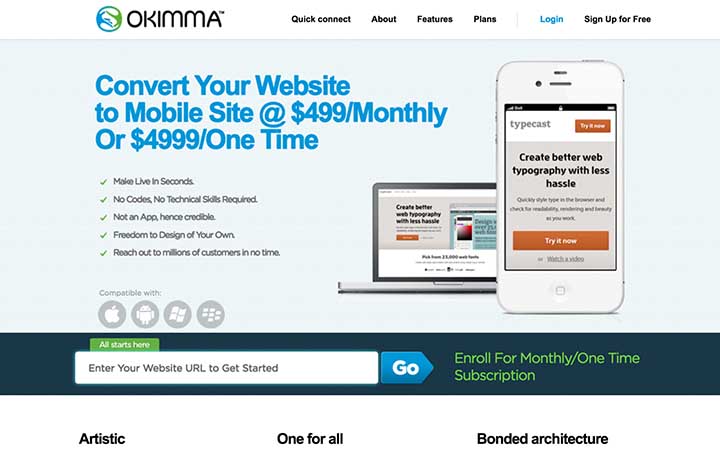 OKIMMA™
Quick connect About Features Plans Login Sign Up for Free
Convert Your Website
to Mobile Site @ $499/Monthly
Or $4999/One Time
Make Live In Seconds.
No Codes, No Technical Skills Required.
Not an App, hence credible.
Freedom to Design of Your Own.
Reach out to millions of customers in no time.
Compatible with:
Create better
web typography
with less hassle
Design w
over 23,
web font
Pick from 23,000 web fonts
typecast
Try it now
Create better web
typography with less
hassle
Quickly style type in the browser and
check for readability, rendering and beauty
as you work.
Try it now
or Watch a video
All starts here
Enter Your Website URL to Get Started
Go
Enroll For Monthly/One Time
Subscription
Artistic One for all Bonded architecture